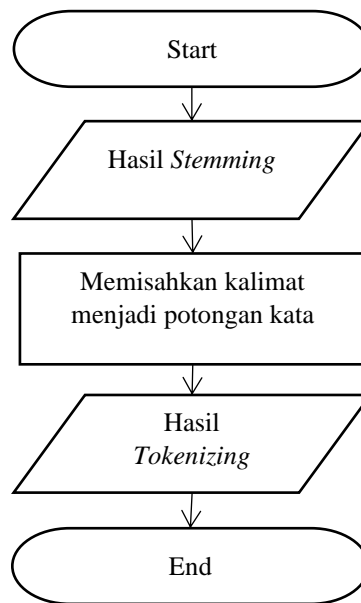 Start
Hasil Stemming
Memisahkan kalimat
menjadi potongan kata
Hasil
Tokenizing
End